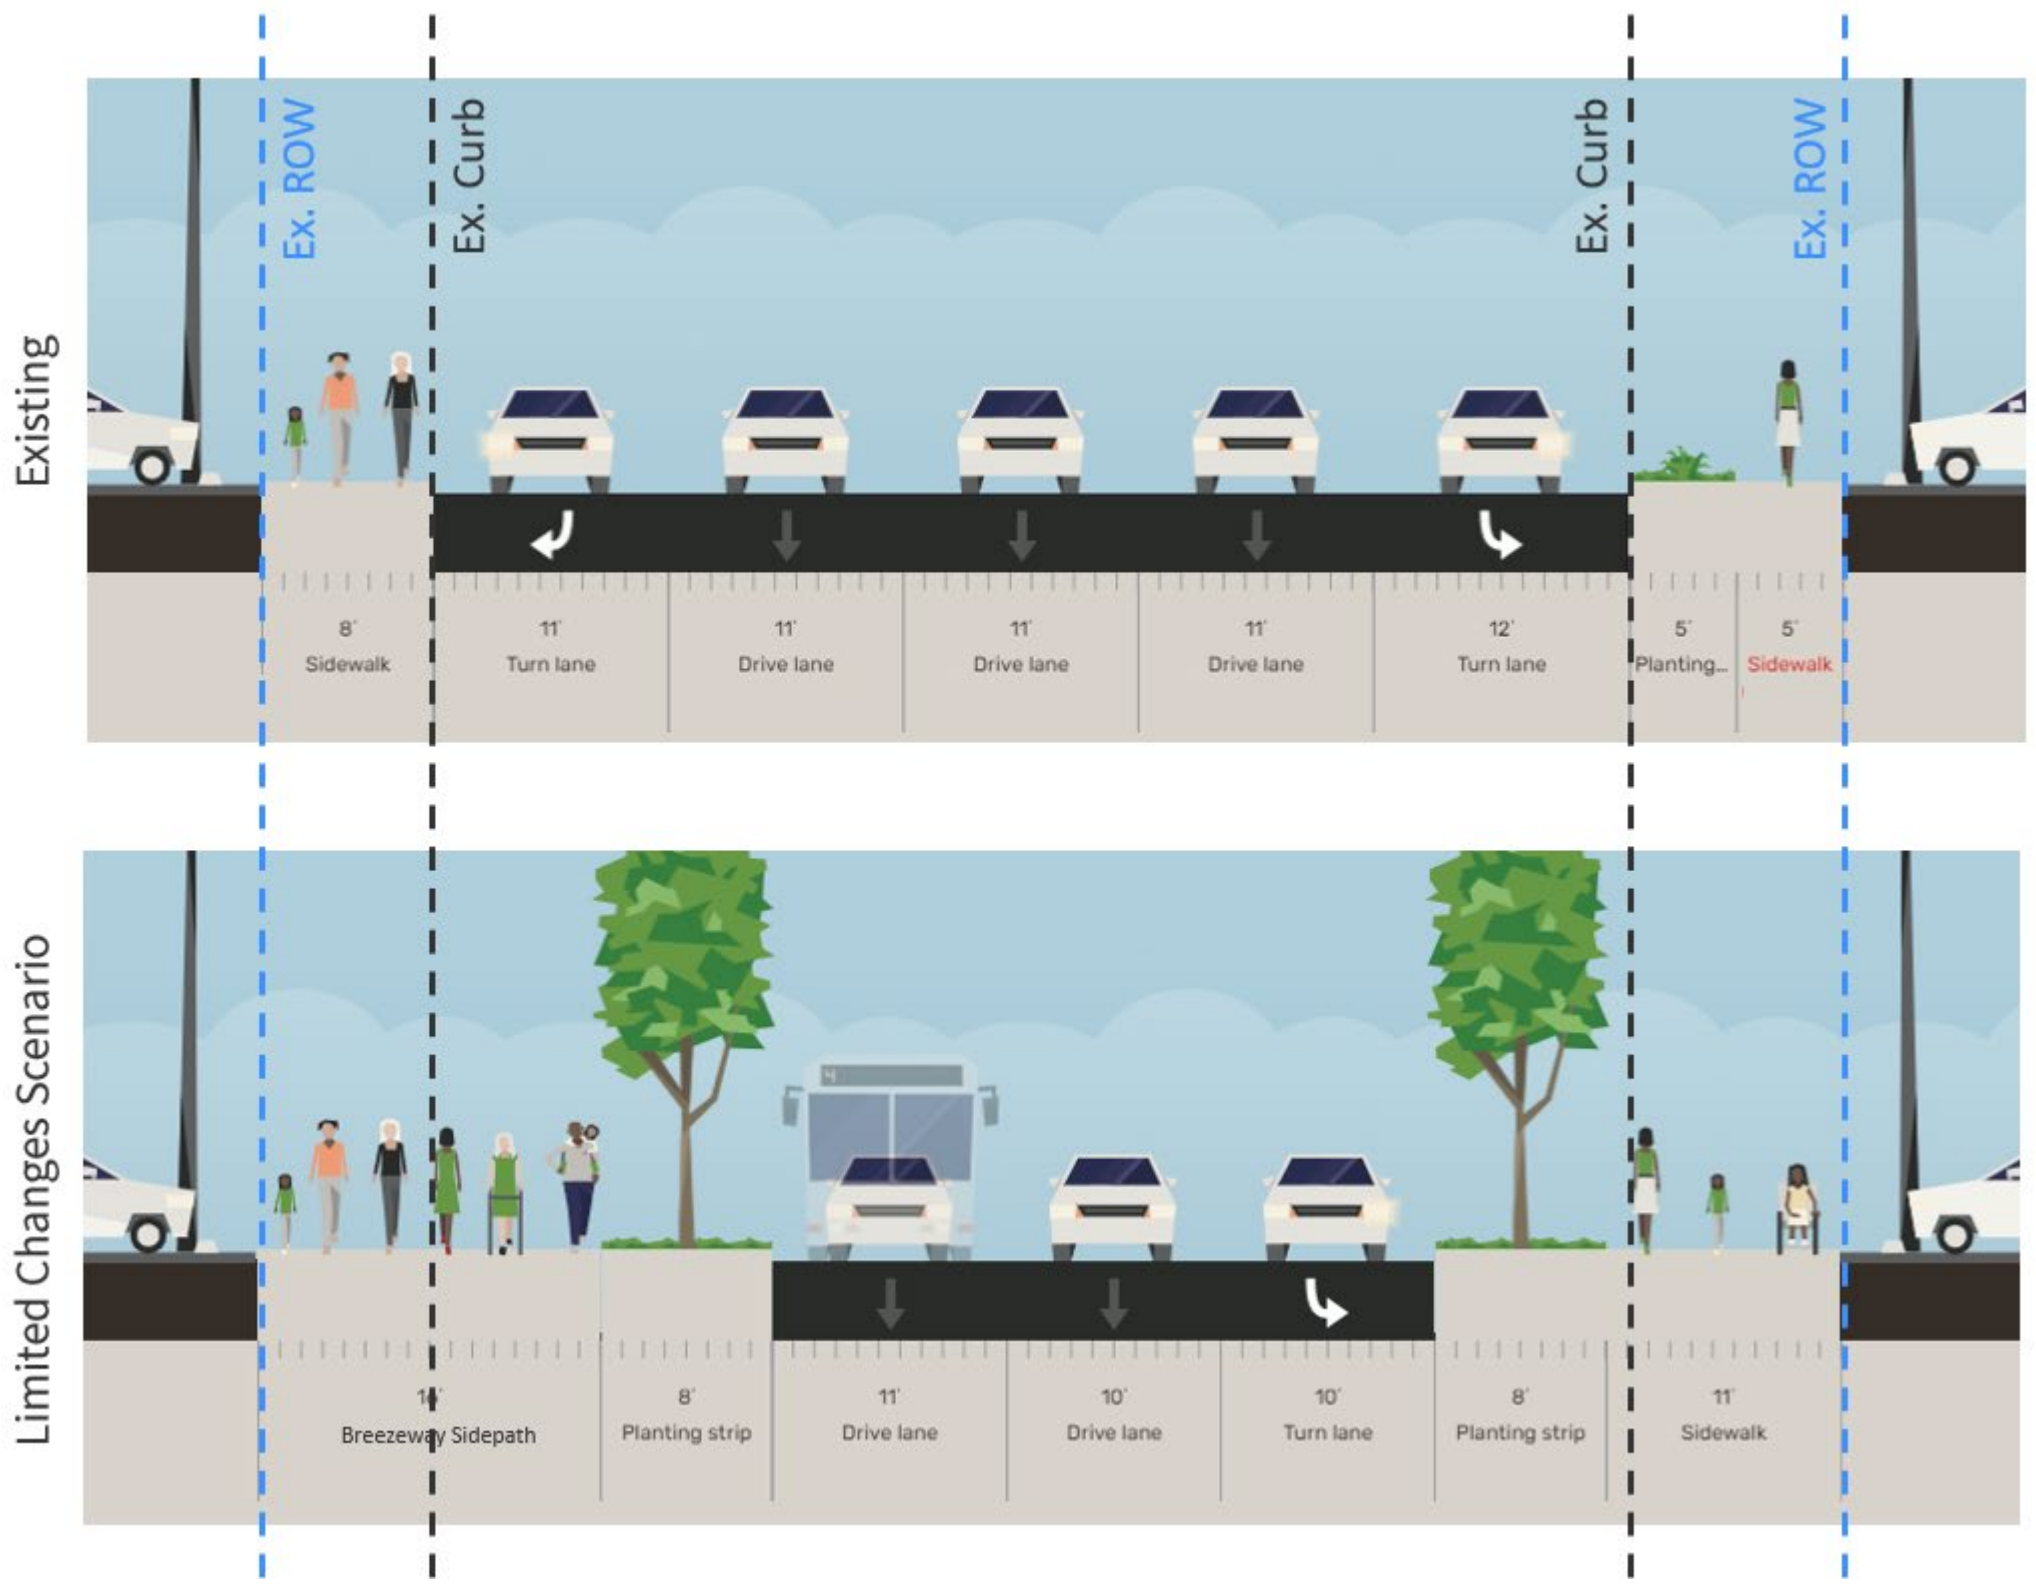 Ex. ROW
Ex. Curb
Ex. Curb
Ex. ROW
Existing
8'
Sidewalk
11'
Turn lane
11'
Drive lane
11'
Drive lane
11'
Drive lane
12'
Turn lane
5'
Planting...
5'
Sidewalk
Limited Changes Scenario
4
16'
Breezeway Sidepath
8'
Planting strip
11'
Drive lane
10'
Drive lane
10'
Turn lane
8'
Planting strip
11'
Sidewalk